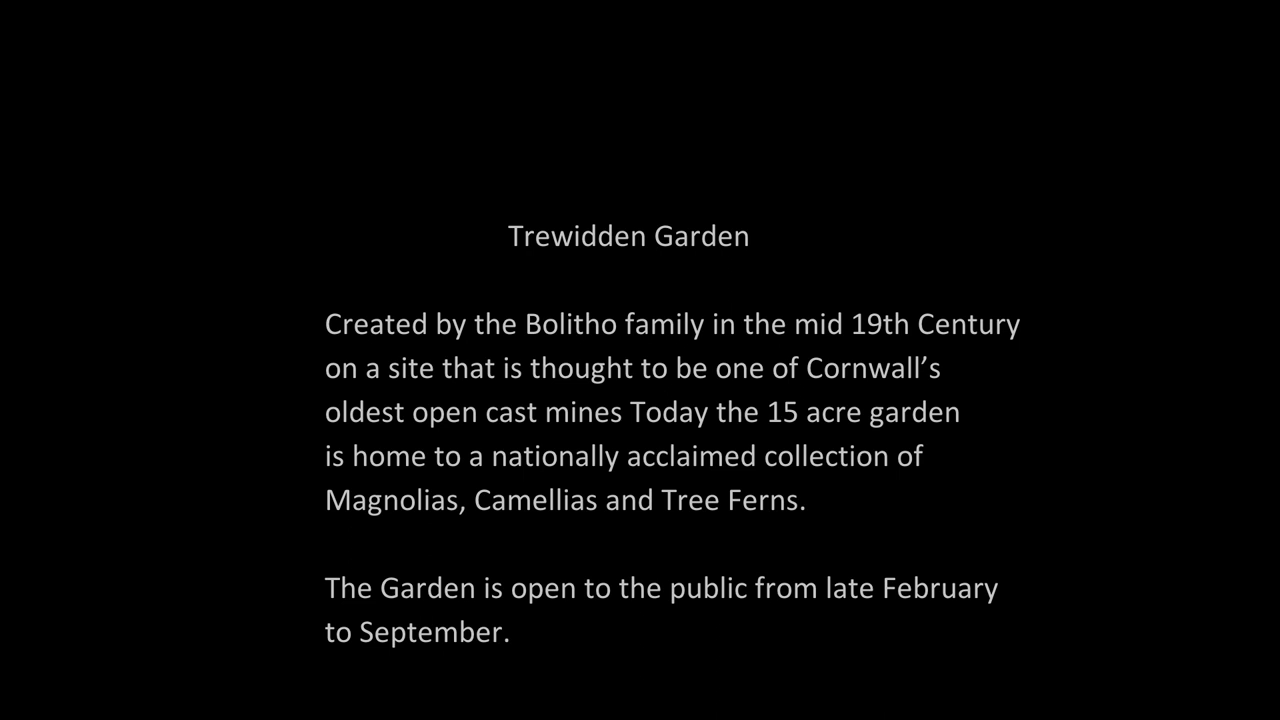 Trewidden Garden
Created by the Bolitho family in the mid 19th Century
on a site that is thought to be one of Cornwall’s
oldest open cast mines Today the 15 acre garden
is home to a nationally acclaimed collection of
Magnolias, Camellias and Tree Ferns.
The Garden is open to the public from late February
to September.